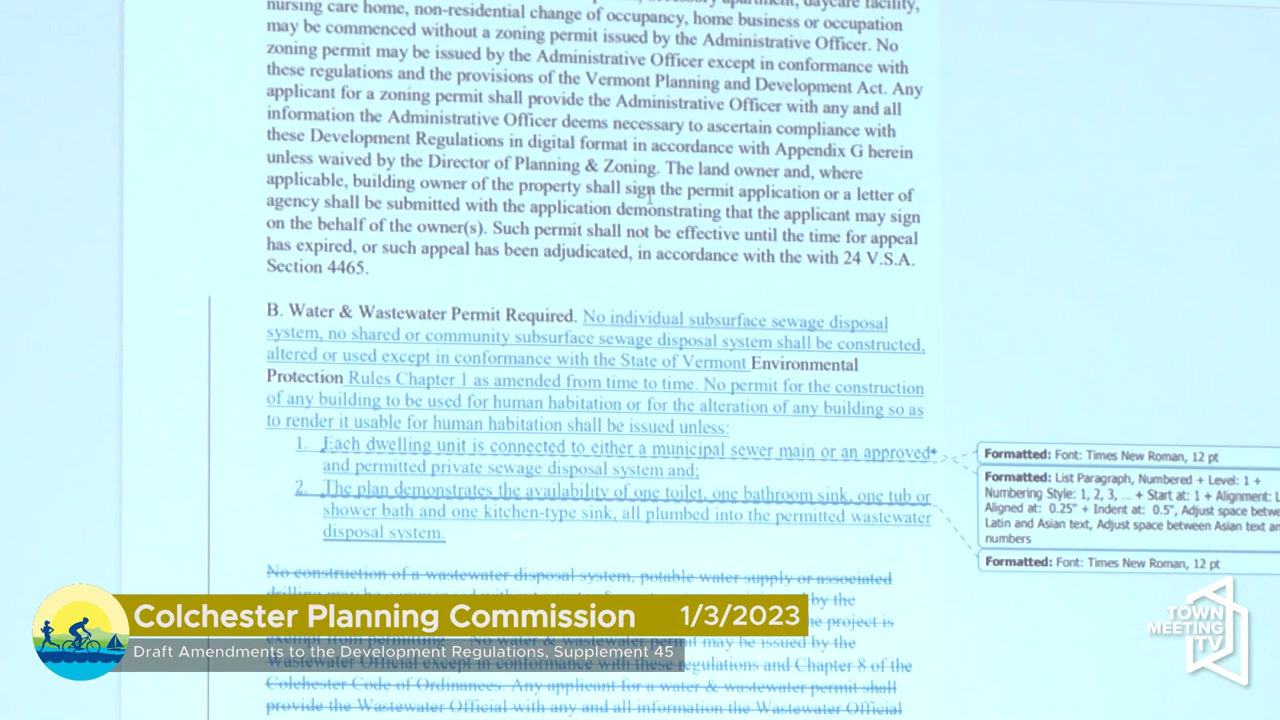 nursing care home, non-residential change of occupancy, home business or occupation
may be commenced without a zoning permit issued by the Administrative Officer. No
zoning permit may be issued by the Administrative Officer except in conformance with
these regulations and the provisions of the Vermont Planning and Development Act. Any
applicant for a zoning permit shall provide the Administrative Officer with any and all
information the Administrative Officer deems necessary to ascertain compliance with
these Development Regulations in digital format in accordance with Appendix G herein
unless waived by the Director of Planning & Zoning. The land owner and, where
applicable, building owner of the property shall sign the permit application or a letter of
agency shall be submitted with the application demonstrating that the applicant may sign
on the behalf of the owner(s). Such permit shall not be effective until the time for appeal
has expired, or such appeal has been adjudicated, in accordance with the with 24 V.S.A.
Section 4465.
B. Water & Wastewater Permit Required. No individual subsurface sewage disposal
system, no shared or community subsurface sewage disposal system shall be constructed,
altered or used except in conformance with the State of Vermont Environmental
Protection Rules Chapter 1 as amended from time to time. No permit for the construction
of any building to be used for human habitation or for the alteration of any building so as
to render it usable for human habitation shall be issued unless:
1. Each dwelling unit is connected to either a municipal sewer main or an approved
and permitted private sewage disposal system and;
2. The plan demonstrates the availability of one toilet, one bathroom sink, one tub or
shower bath and one kitchen-type sink, all plumbed into the permitted wastewater
disposal system.
Formatted: Font: Times New Roman, 12 pt
Formatted: List Paragraph, Numbered + Level: 1 +
Numbering Style: 1, 2, 3, ... + Start at: 1 + Alignment: L
Aligned at: 0.25" + Indent at: 0.5", Adjust space betwe
Latin and Asian text, Adjust space between Asian text an
numbers
Formatted: Font: Times New Roman, 12 pt
No construction of a wastewater disposal system, potable water supply or associated
by the
he project is
may be issued by the
regulations and Chapter 8 of the
Colchester Code of Ordinances. Any applicant for a water & wastewater permit shall
provide the Wastewater Official with any and all information the Wastewater Official
Colchester Planning Commission 1/3/2023
Draft Amendments to the Development Regulations, Supplement 45
TOWN
MEETING
TV